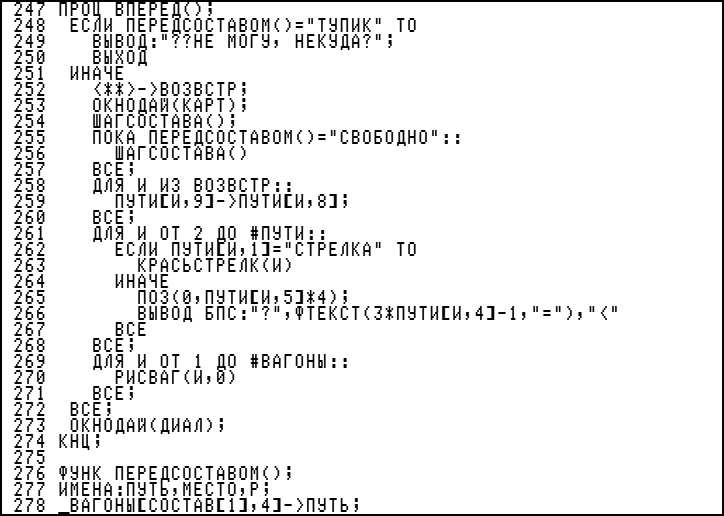 247 ПРОЦ ВПЕРЕД();
248  ЕСЛИ ПЕРЕДСОСТАВОМ()="ТУПИК" ТО
249    ВЫВОД:"??НЕ МОГУ, НЕКУДА?";
250    ВЫХОД
251  ИНАЧЕ
252    <**>->ВОЗВСТР;
253    ОКНОДАЙ(КАРТ);
254    ШАГСОСТАВА();
255    ПОКА ПЕРЕДСОСТАВОМ()="СВОБОДНО"::
256      ШАГСОСТАВА()
257    ВСЕ;
258    ДЛЯ И ИЗ ВОЗВСТР::
259      ПУТИ[И,9]->ПУТИ[И,8];
260    ВСЕ;
261    ДЛЯ И ОТ 2 ДО #ПУТИ::
262      ЕСЛИ ПУТИ[И,1]="СТРЕЛКА" ТО
263        КРАСЬСТРЕЛК(И)
264      ИНАЧЕ
265        ПОЗ(0,ПУТИ[И,5]*4);
266        ВЫВОД БПС:"?",ФТЕКСТ(3*ПУТИ[И,4]-1,"="),"<"
267      ВСЕ
268    ВСЕ;
269    ДЛЯ И ОТ 1 ДО #ВАГОНЫ::
270      РИСВАГ(И,0)
271    ВСЕ;
272  ВСЕ;
273  ОКНОДАЙ(ДИАЛ);
274 КНЦ;
275
276 ФУНК ПЕРЕДСОСТАВОМ();
277 ИМЕНА:ПУТЬ,МЕСТО,Р;
278 _ВАГОНЫ[СОСТАВ[1],4]->ПУТЬ;